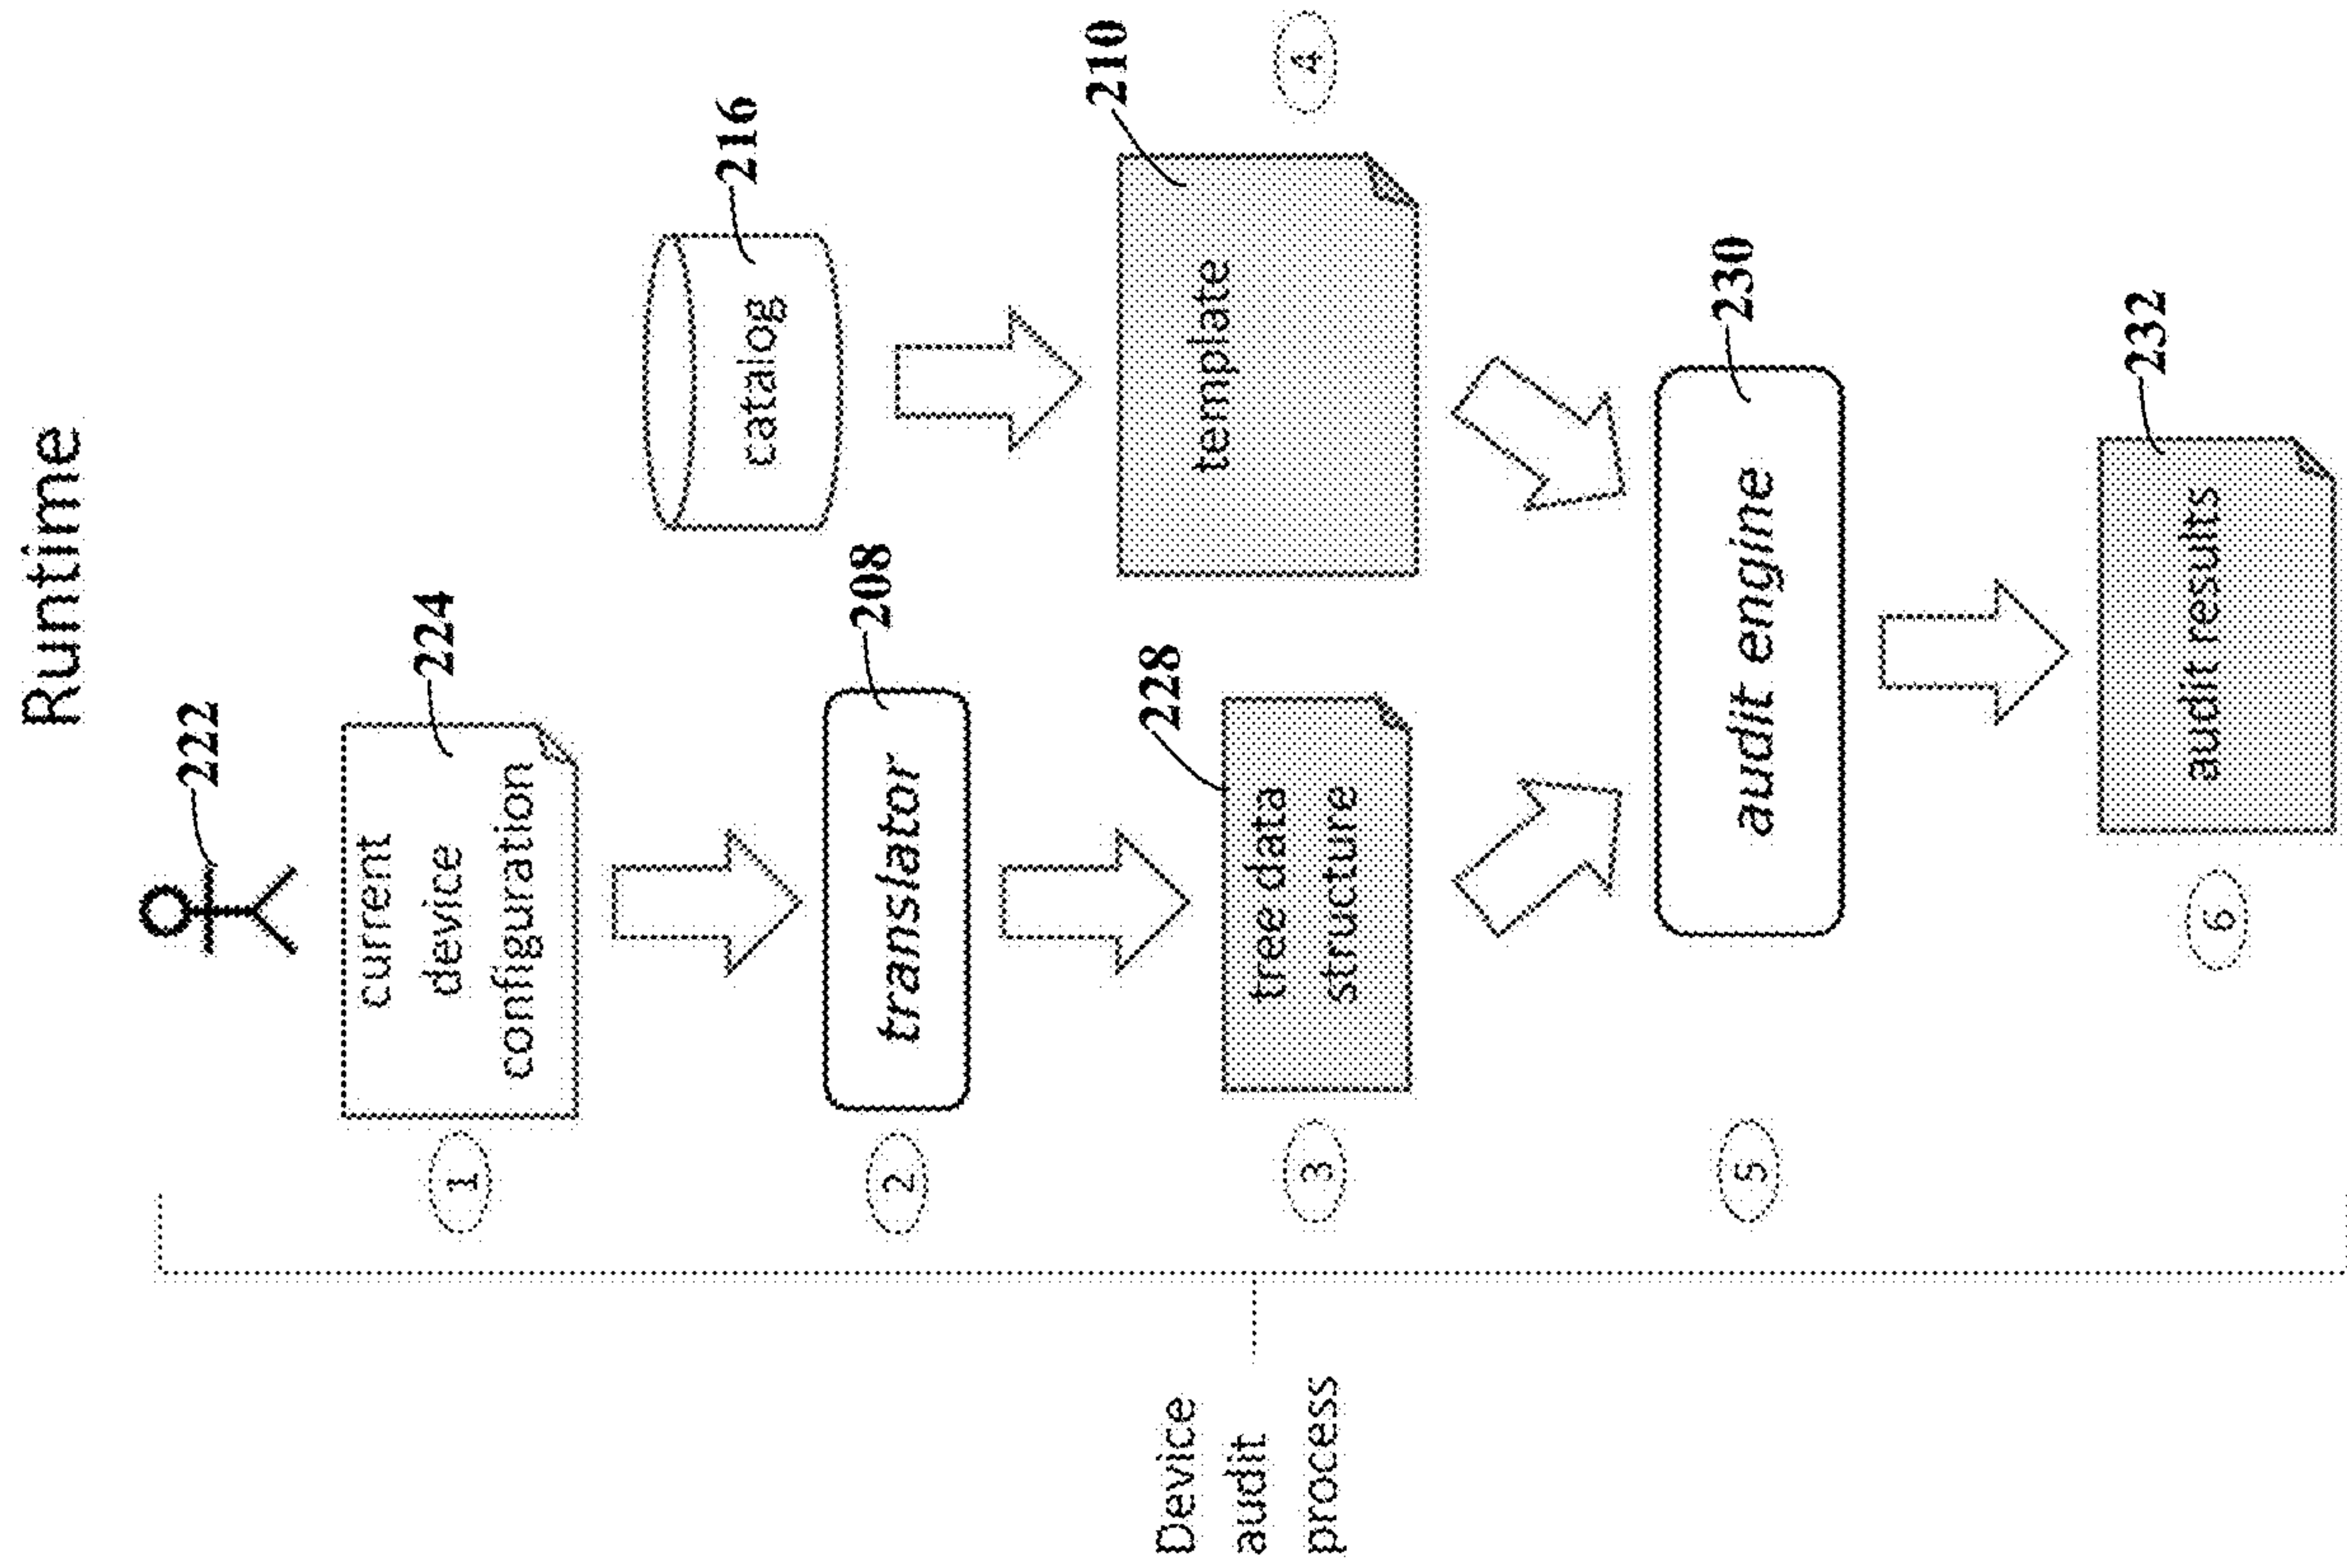 Runtime
222
current
device
configuration
224
1
translator
208
2
catalog
216
tree data
structure
228
3
template
210
4
audit engine
230
5
audit results
232
6
Device
audit
process